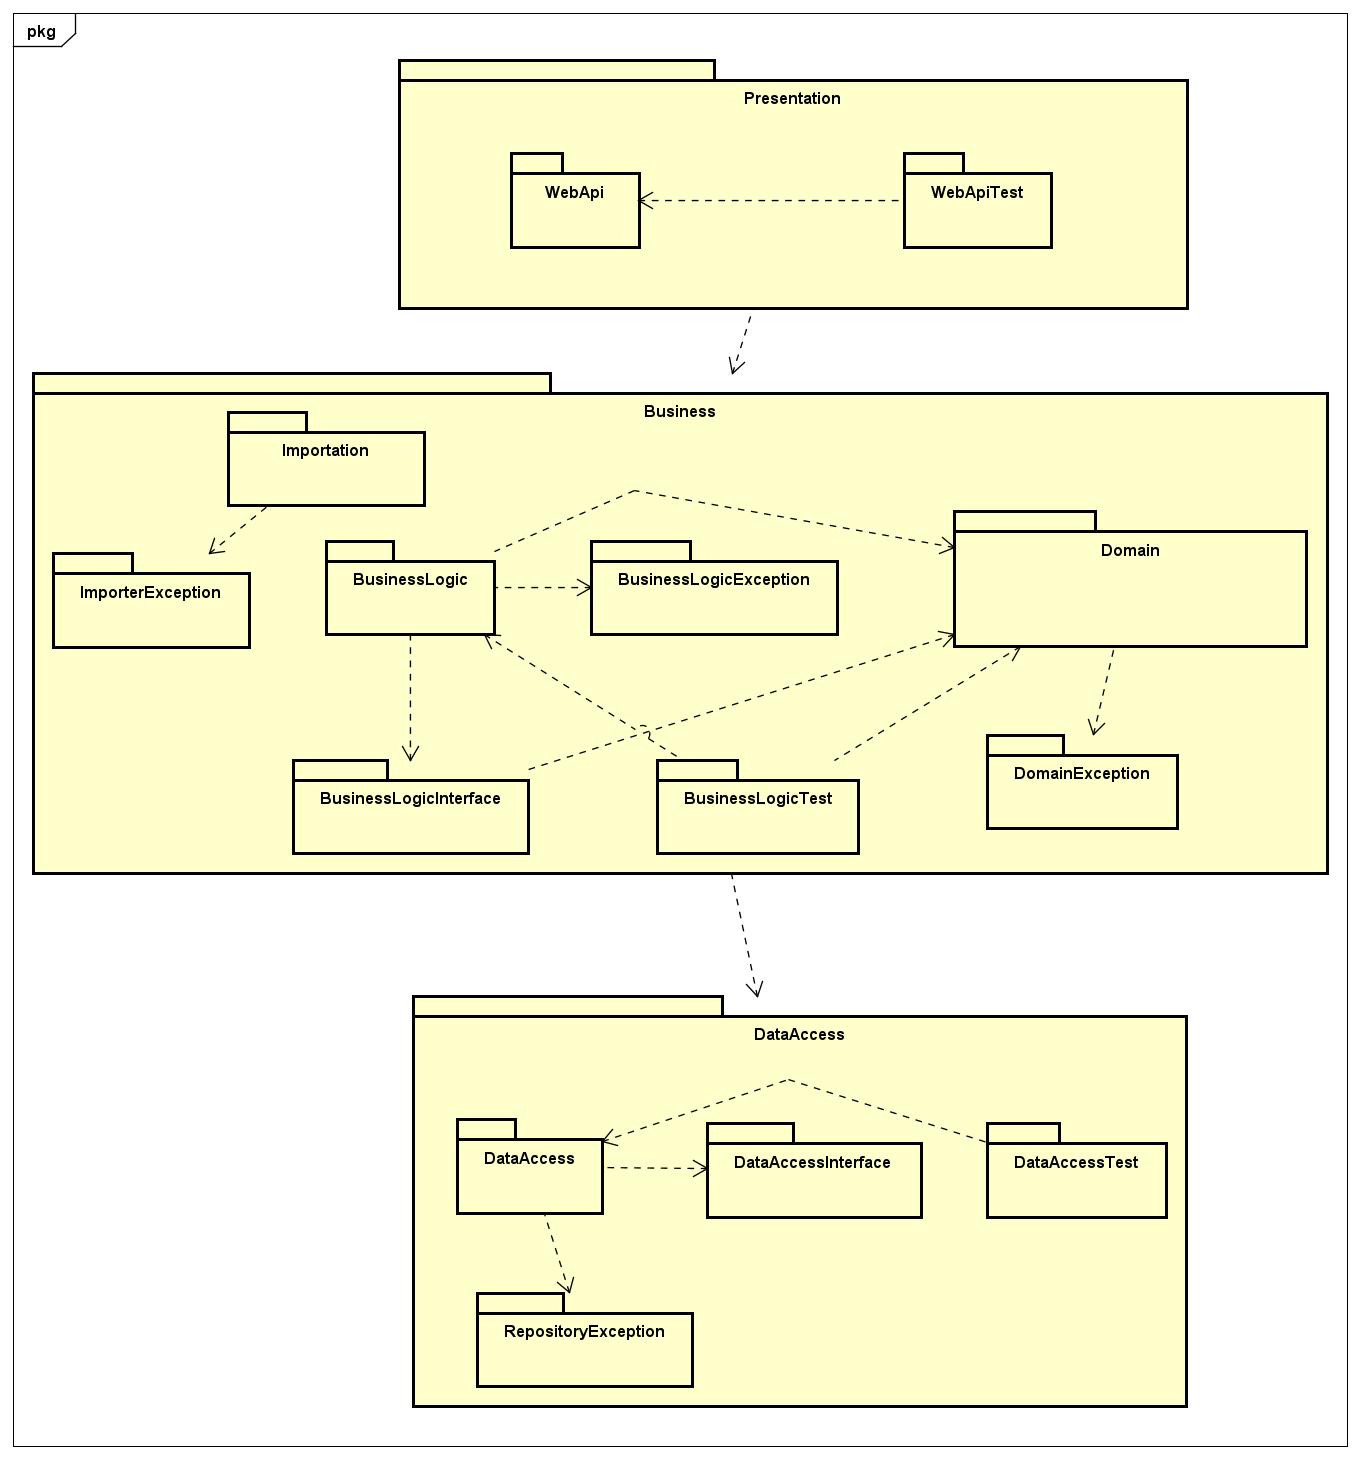 pkg
Presentation
WebApi
WebApiTest
Business
Importation
ImporterException
BusinessLogic
BusinessLogicException
Domain
BusinessLogicInterface
BusinessLogicTest
DomainException
DataAccess
DataAccess
DataAccessInterface
DataAccessTest
RepositoryException